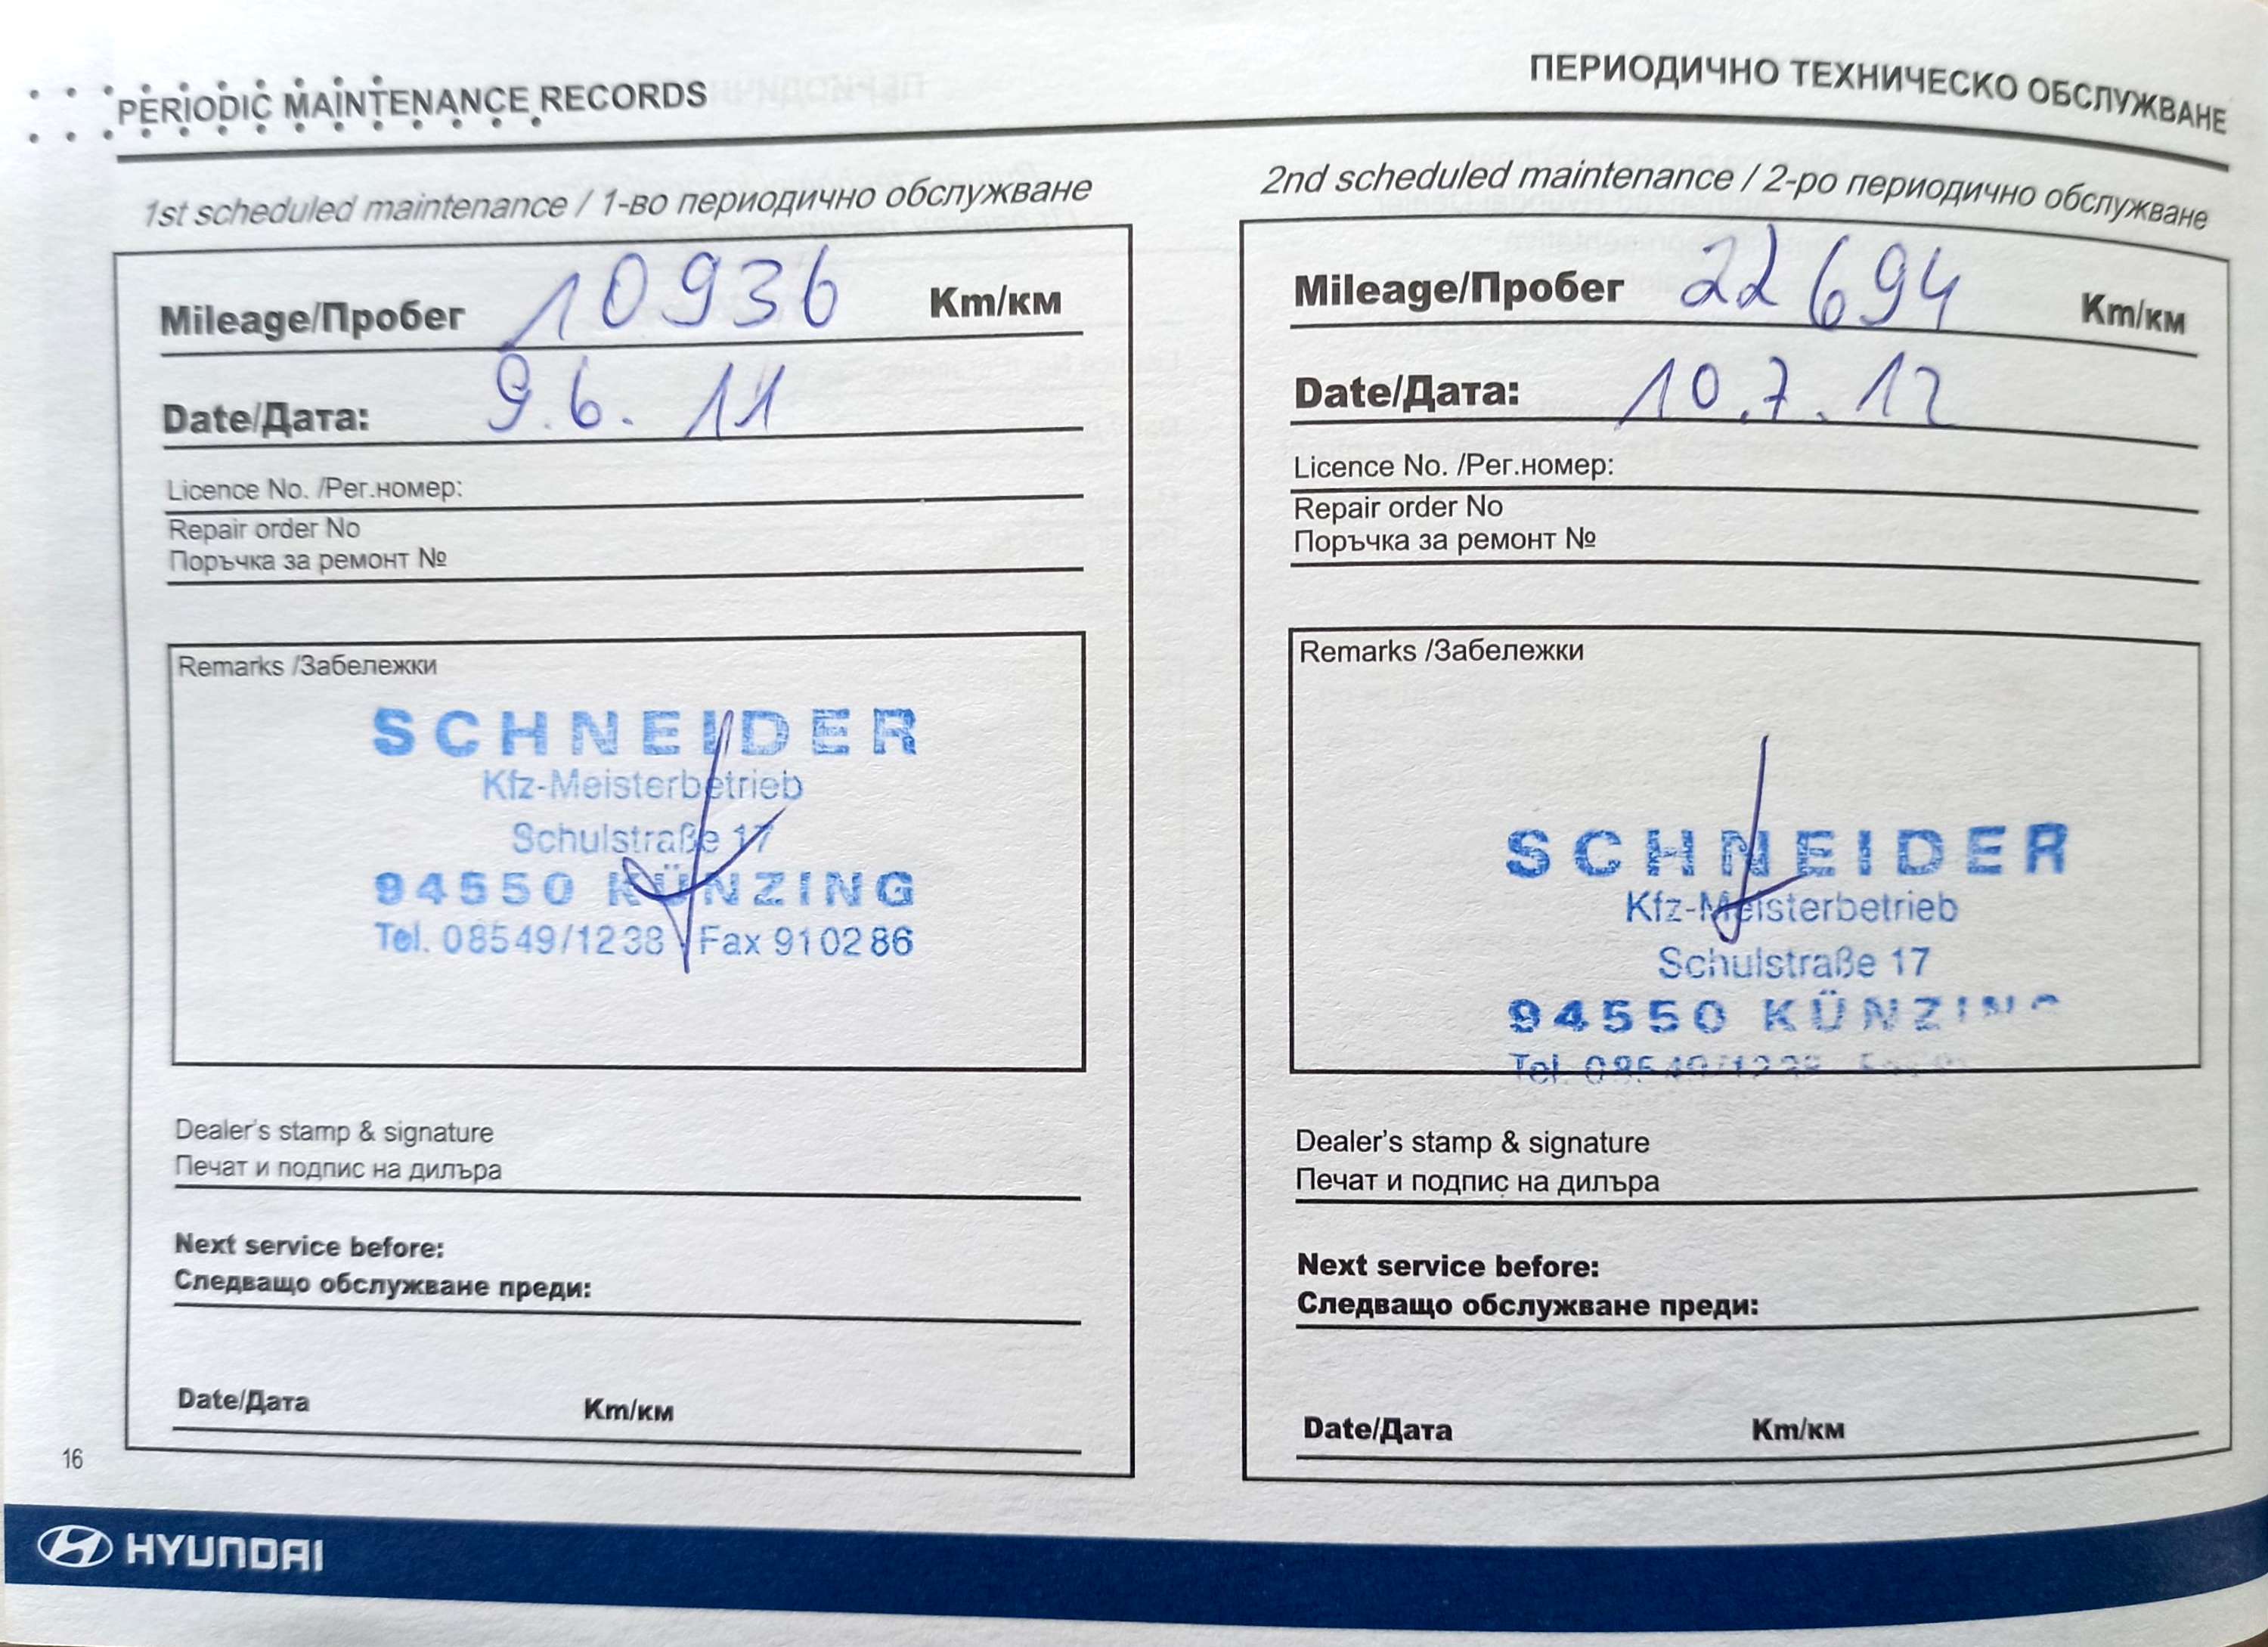 PERIODIC MAINTENANCE RECORDS
ПЕРИОДИЧНО ТЕХНИЧЕСКО ОБСЛУЖВАНЕ
1st scheduled maintenance / 1-во периодично обслужване
Mileage/Пробег 10936 Km/км
Date/Дата: 9.6.11
Licence No. /Рег.номер:
Repair order No
Поръчка за ремонт №
Remarks /Забележки
SCHNEIDER
Kfz-Meisterbetrieb
Schulstraße 17
94550 KÜNZING
Tel. 08549/1238 Fax 910286
Dealer's stamp & signature
Печат и подпис на дилъра
Next service before:
Следващо обслужване преди:
Date/Дата Km/км
2nd scheduled maintenance / 2-ро периодично обслужване
Mileage/Пробег 22694 Km/км
Date/Дата: 10.7.12
Licence No. /Рег.номер:
Repair order No
Поръчка за ремонт №
Remarks /Забележки
SCHNEIDER
Kfz-Meisterbetrieb
Schulstraße 17
94550 KÜNZING
Tel. 08549/1238
Dealer's stamp & signature
Печат и подпис на дилъра
Next service before:
Следващо обслужване преди:
Date/Дата Km/км
16
HYUNDAI